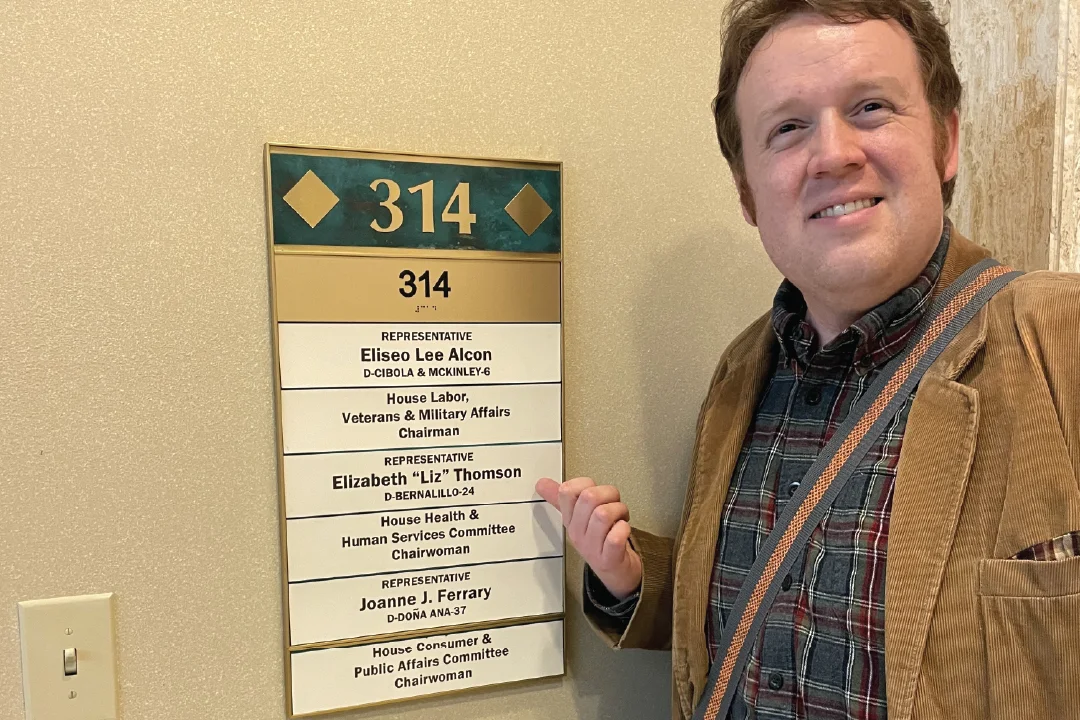 314
314
REPRESENTATIVE
Eliseo Lee Alcon
D-CIBOLA & MCKINLEY-6
House Labor,
Veterans & Military Affairs
Chairman
REPRESENTATIVE
Elizabeth “Liz” Thomson
D-BERNALILLO-24
House Health &
Human Services Committee
Chairwoman
REPRESENTATIVE
Joanne J. Ferrary
D-DOÑA ANA-37
House Consumer &
Public Affairs Committee
Chairwoman